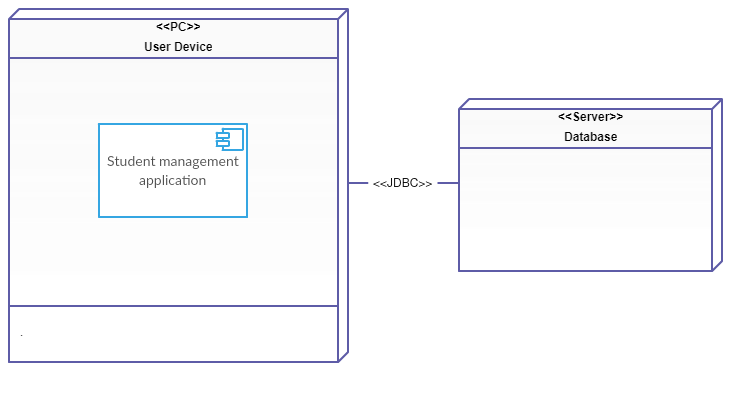 <<PC>>
User Device
Student management
application
.
<<JDBC>>
<<Server>>
Database